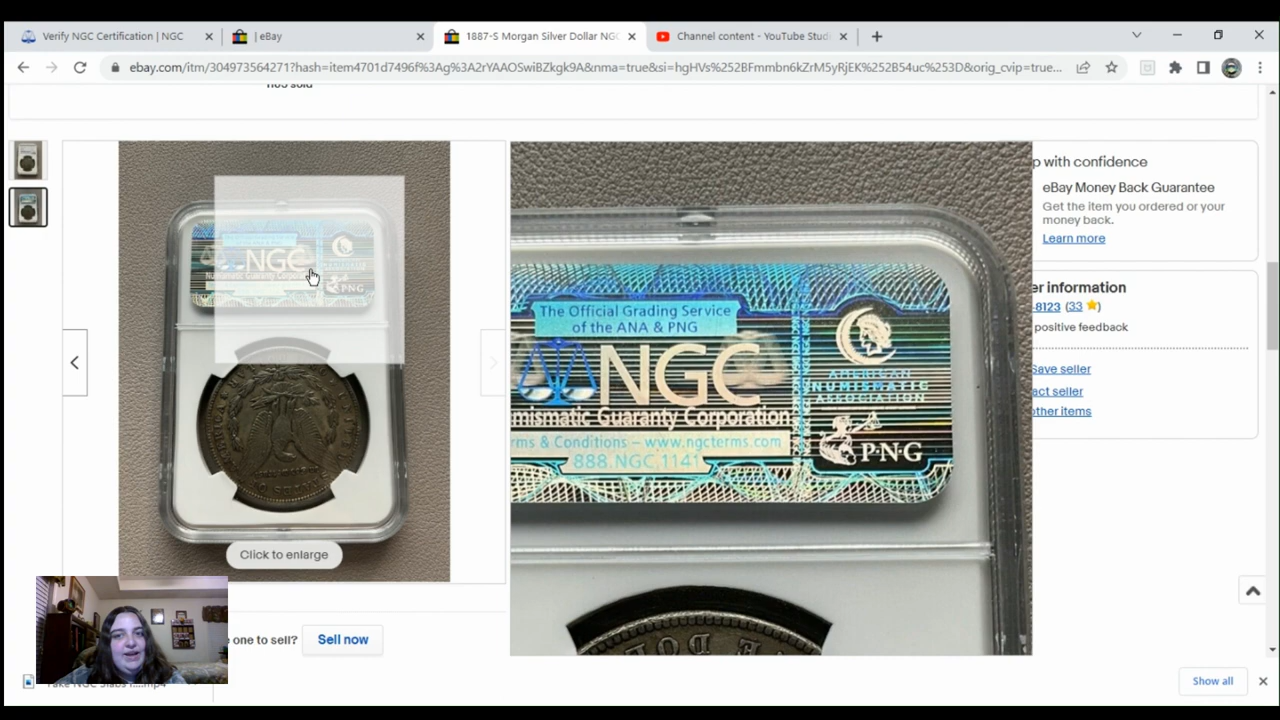 Verify NGC Certification | NGC
| eBay
1887-S Morgan Silver Dollar NGC
Channel content - YouTube Studi
ebay.com/itm/304973564271?hash=item4701d7496f%3Ag%3A2rYAAOSwiBZkgk9A&nma=true&si=hgHVs%252BFmmbn6kZrM5yRjEK%252B54uc%253D&orig_cvip=true...
p with confidence
eBay Money Back Guarantee
Get the item you ordered or your
money back.
Learn more
er information
8123 (33)
positive feedback
Save seller
act seller
other items
NGC
PNG
The Official Grading Service
of the ANA & PNG
NGC
mismatic Guaranty Corporation
rms & Conditions – www.ngcterms.com
888.NGC.1141
AMERICAN
NUMISMATIC
ASSOCIATION
P·N·G
E DOL
Click to enlarge
e one to sell?
Sell now
Show all